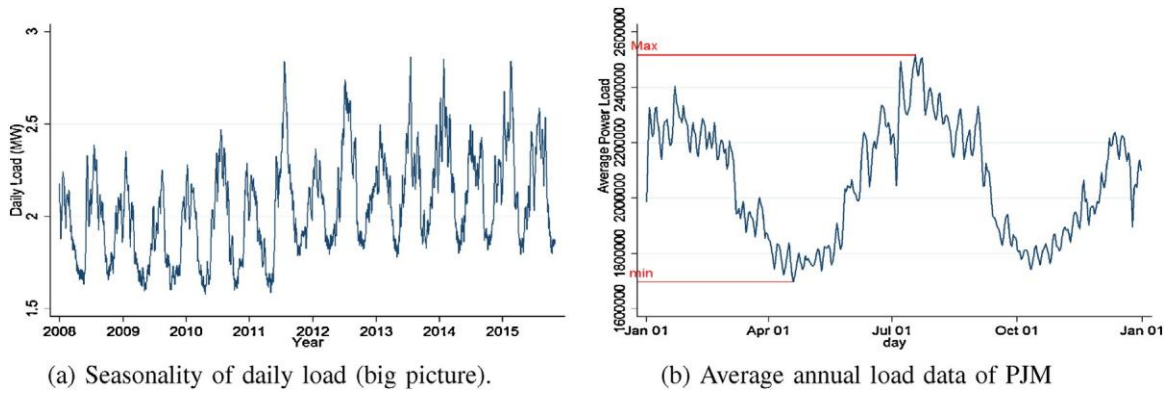 3
2.5
2
1.5
Daily Load (MW)
2008 2009 2010 2011 2012 2013 2014 2015
Year
(a) Seasonality of daily load (big picture).
Max
min
2600000
2400000
2200000
2000000
1800000
1600000
Average Power Load
Jan 01 Apr 01 Jul 01 Oct 01 Jan 01
day
(b) Average annual load data of PJM